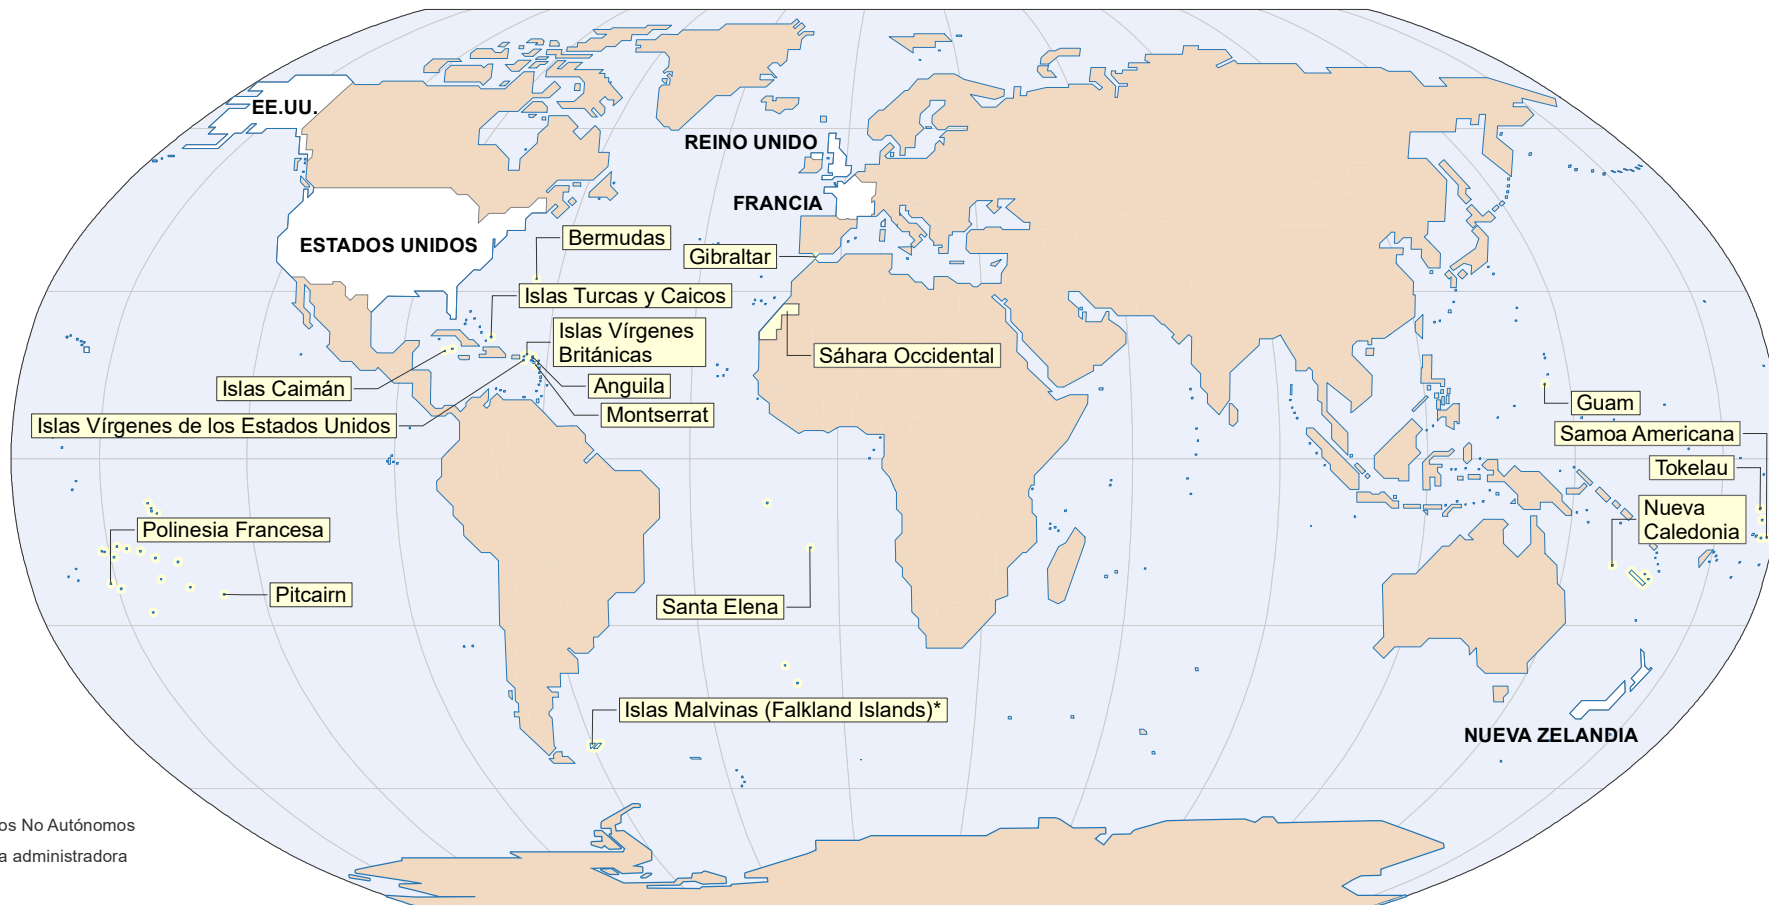 EE.UU.
REINO UNIDO
FRANCIA
ESTADOS UNIDOS
Bermudas
Gibraltar
Islas Turcas y Caicos
Islas Vírgenes
Británicas
Sáhara Occidental
Islas Caimán
Anguila
Montserrat
Islas Vírgenes de los Estados Unidos
Guam
Samoa Americana
Tokelau
Nueva
Caledonia
Polinesia Francesa
Pitcairn
Santa Elena
Islas Malvinas (Falkland Islands)*
NUEVA ZELANDIA
os No Autónomos
a administradora